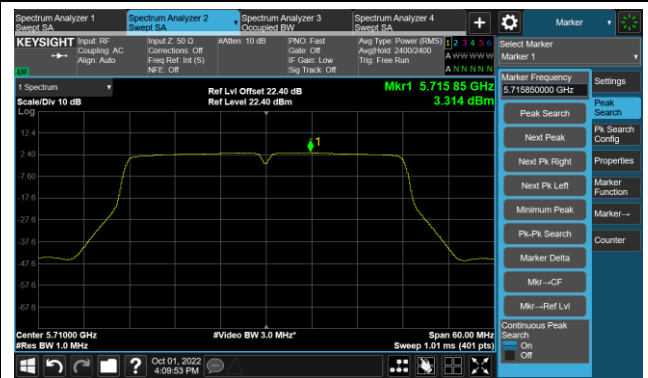 Spectrum Analyzer 1
Swept SA
Spectrum Analyzer 2
Swept SA
Spectrum Analyzer 3
Occupied BW
Spectrum Analyzer 4
Swept SA
+
Marker
KEYSIGHT
Input: RF
Coupling: AC
Align: Auto
Input Z: 50 Ω
Corrections: Off
Freq Ref: Int (S)
NFE: Off
#Atten: 10 dB
PNO: Fast
Gate: Off
IF Gain: Low
Sig Track: Off
Avg Type: Power (RMS)
Avg|Hold: 2400/2400
Trig: Free Run
1 2 3 4 5 6
A W W W W W
A N N N N N
LXI
Select Marker
Marker 1
1 Spectrum
Scale/Div 10 dB
Log
Ref Lvl Offset 22.40 dB
Ref Level 22.40 dBm
Mkr1 5.715 85 GHz
3.314 dBm
12.4
2.40
-7.60
-17.6
-27.6
-37.6
-47.6
-57.6
-67.6
1
Center 5.71000 GHz
#Res BW 1.0 MHz
#Video BW 3.0 MHz*
Span 60.00 MHz
Sweep 1.01 ms (401 pts)
Marker Frequency
5.715850000 GHz
Peak Search
Next Peak
Next Pk Right
Next Pk Left
Minimum Peak
Pk-Pk Search
Marker Delta
Mkr→CF
Mkr→Ref Lvl
Continuous Peak
Search
On
Off
Settings
Peak
Search
Pk Search
Config
Properties
Marker
Function
Marker→
Counter
?
Oct 01, 2022
4:09:53 PM